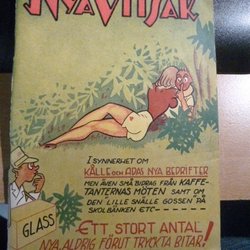 NYA VITSAR
I SYNNERHET OM
KALLE OCH ADAS NYA BEDRIFTER
MEN ÄVEN SMÅ BIDRAG FRÅN KAFFE-
TANTERNAS MÖTEN SAMT OM
DEN LILLE SNÄLLE GOSSEN PÅ
SKOLBÄNKEN ETC
GLASS
ETT STORT ANTAL
NYA ALDRIG FÖRUT TRYCKTA BITAR!